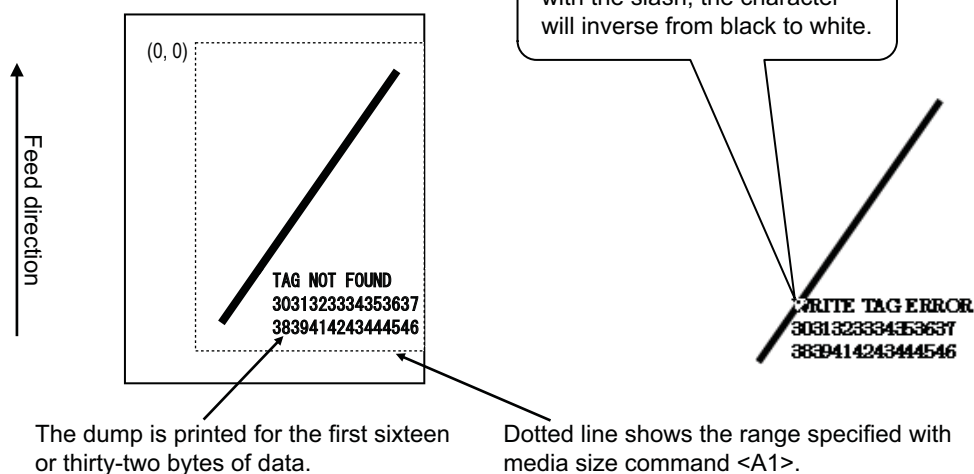 with the slash, the character
will inverse from black to white.
(0, 0)
Feed direction
TAG NOT FOUND
3031323334353637
3839414243444546
WRITE TAG ERROR
3031323334353637
3839414243444546
The dump is printed for the first sixteen
or thirty-two bytes of data.
Dotted line shows the range specified with
media size command <A1>.